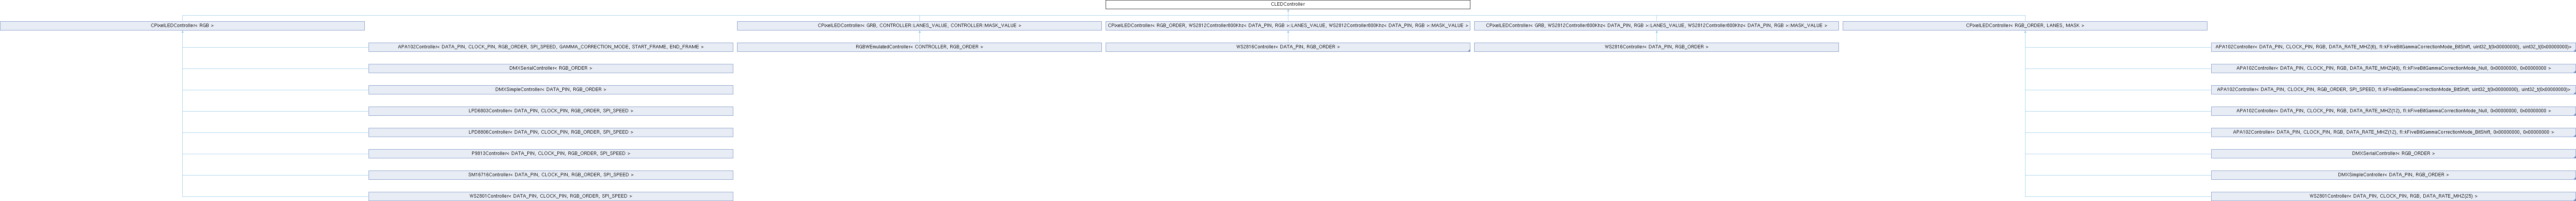 CLEDController
CPixelLEDController< RGB >
CPixelLEDController< GRB, CONTROLLER::LANES_VALUE, CONTROLLER::MASK_VALUE >
CPixelLEDController< RGB_ORDER, WS2812Controller800Khz< DATA_PIN, RGB >::LANES_VALUE, WS2812Controller800Khz< DATA_PIN, RGB >::MASK_VALUE >
CPixelLEDController< GRB, WS2812Controller800Khz< DATA_PIN, RGB >::LANES_VALUE, WS2812Controller800Khz< DATA_PIN, RGB >::MASK_VALUE >
CPixelLEDController< RGB_ORDER, LANES, MASK >
APA102Controller< DATA_PIN, CLOCK_PIN, RGB_ORDER, SPI_SPEED, GAMMA_CORRECTION_MODE, START_FRAME, END_FRAME >
RGBWEmulatedController< CONTROLLER, RGB_ORDER >
WS2816Controller< DATA_PIN, RGB_ORDER >
WS2816Controller< DATA_PIN, RGB_ORDER >
APA102Controller< DATA_PIN, CLOCK_PIN, RGB, DATA_RATE_MHZ(6), fl::kFiveBitGammaCorrectionMode_BitShift, uint32_t(0x00000000), uint32_t(0x00000000)>
DMXSerialController< RGB_ORDER >
APA102Controller< DATA_PIN, CLOCK_PIN, RGB, DATA_RATE_MHZ(40), fl::kFiveBitGammaCorrectionMode_Null, 0x00000000, 0x00000000 >
DMXSimpleController< DATA_PIN, RGB_ORDER >
APA102Controller< DATA_PIN, CLOCK_PIN, RGB_ORDER, SPI_SPEED, fl::kFiveBitGammaCorrectionMode_BitShift, uint32_t(0x00000000), uint32_t(0x00000000)>
LPD6803Controller< DATA_PIN, CLOCK_PIN, RGB_ORDER, SPI_SPEED >
APA102Controller< DATA_PIN, CLOCK_PIN, RGB, DATA_RATE_MHZ(12), fl::kFiveBitGammaCorrectionMode_Null, 0x00000000, 0x00000000 >
LPD8806Controller< DATA_PIN, CLOCK_PIN, RGB_ORDER, SPI_SPEED >
APA102Controller< DATA_PIN, CLOCK_PIN, RGB, DATA_RATE_MHZ(12), fl::kFiveBitGammaCorrectionMode_BitShift, 0x00000000, 0x00000000 >
P9813Controller< DATA_PIN, CLOCK_PIN, RGB_ORDER, SPI_SPEED >
DMXSerialController< RGB_ORDER >
SM16716Controller< DATA_PIN, CLOCK_PIN, RGB_ORDER, SPI_SPEED >
DMXSimpleController< DATA_PIN, RGB_ORDER >
WS2801Controller< DATA_PIN, CLOCK_PIN, RGB_ORDER, SPI_SPEED >
WS2801Controller< DATA_PIN, CLOCK_PIN, RGB, DATA_RATE_MHZ(25) >